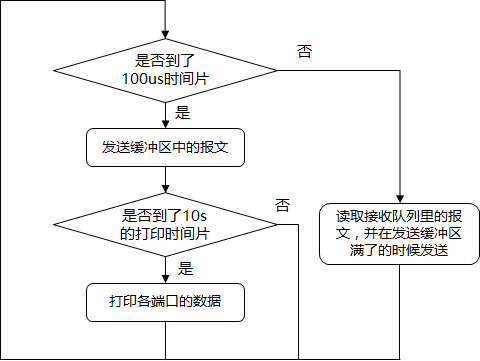 是否到了
100us时间片
否
是
发送缓冲区中的报文
是否到了10s
的打印时间片
否
读取接收队列里的报
文，并在发送缓冲区
满了的时候发送
是
打印各端口的数据